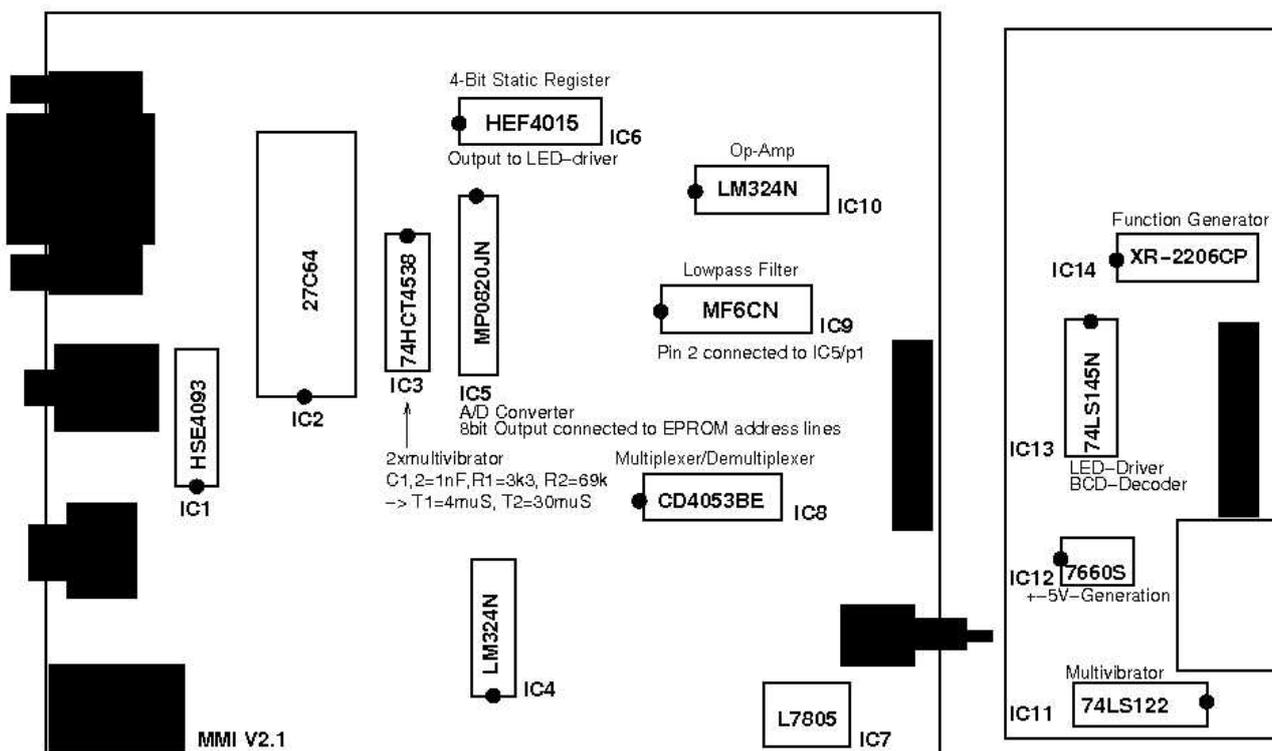 4-Bit Static Register
HEF4015
IC6
Output to LED-driver
Op-Amp
LM324N
IC10
27C64
IC2
74HCT4538
IC3
MP0820JN
IC5
A/D Converter
8bit Output connected to EPROM address lines
Lowpass Filter
MF6CN
IC9
Pin 2 connected to IC5/p1
HSE4093
IC1
2xmultivibrator
C1,2=1nF,R1=3k3, R2=69k
-> T1=4muS, T2=30muS
Multiplexer/Demultiplexer
CD4053BE
IC8
LM324N
IC4
L7805
IC7
MMI V2.1
Function Generator
XR-2206CP
IC14
74LS145N
IC13
LED-Driver
BCD-Decoder
IC12
7660S
+-5V-Generation
Multivibrator
IC11
74LS122